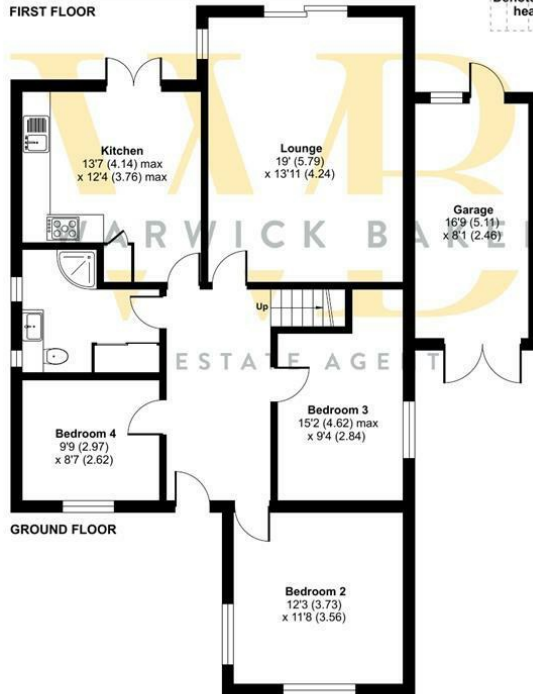 FIRST FLOOR
Kitchen
13'7 (4.14) max
x 12'4 (3.76) max
Lounge
19' (5.79)
x 13'11 (4.24)
Garage
16'9 (5.11)
x 8'1 (2.46)
WARWICK BAKE
Up
ESTATE AGENT
Bedroom 4
9'9 (2.97)
x 8'7 (2.62)
Bedroom 3
15'2 (4.62) max
x 9'4 (2.84)
GROUND FLOOR
Bedroom 2
12'3 (3.73)
x 11'8 (3.56)